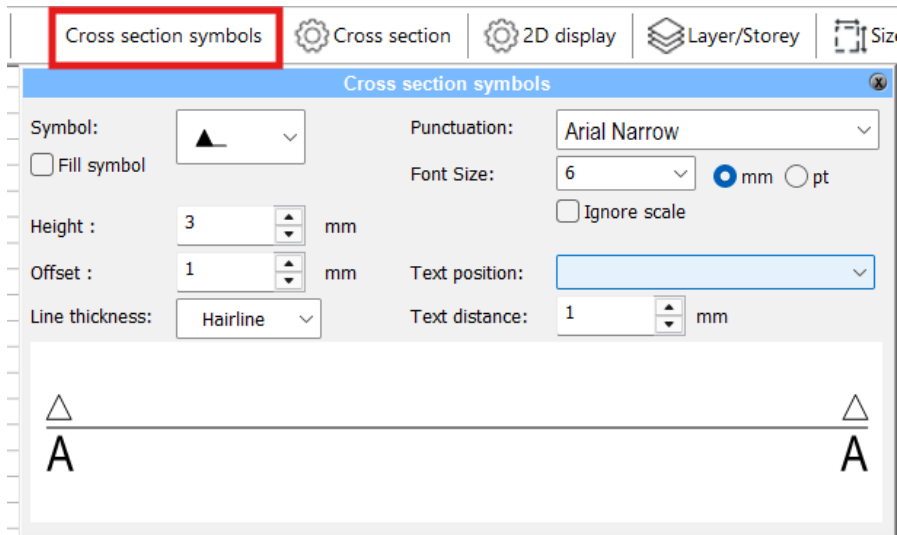 Cross section symbols Cross section 2D display Layer/Storey Size
Cross section symbols
Symbol: Punctuation: Arial Narrow
Fill symbol Font Size: 6 mm pt
Ignore scale
Height : 3 mm
Offset : 1 mm Text position:
Line thickness: Hairline Text distance: 1 mm
A A